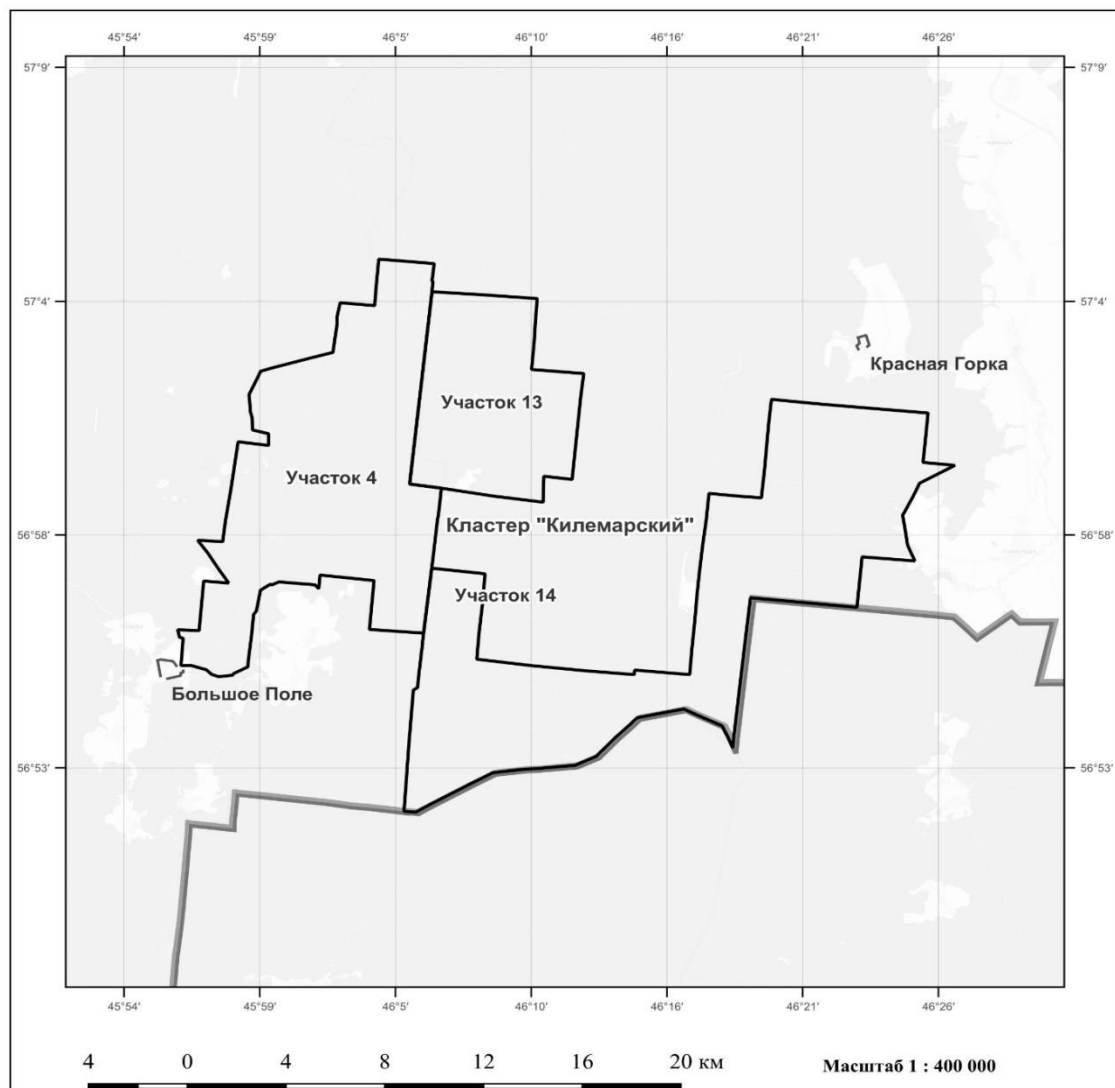 45°54′ 45°59′ 46°5′ 46°10′ 46°16′ 46°21′ 46°26′
57°9′ 57°9′
57°4′ 57°4′
Красная Горка
Участок 13
Участок 4
Кластер "Килемарский"
56°58′ 56°58′
Участок 14
Большое Поле
56°53′ 56°53′
45°54′ 45°59′ 46°5′ 46°10′ 46°16′ 46°21′ 46°26′
4 0 4 8 12 16 20 км
Масштаб 1 : 400 000